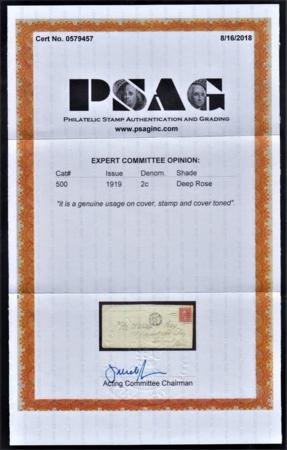 Cert No. 0579457 8/16/2018
PSAG
PHILATELIC STAMP AUTHENTICATION AND GRADING
www.psaginc.com
EXPERT COMMITTEE OPINION:
Cat# Issue Denom. Shade
500 1919 2c Deep Rose
"it is a genuine usage on cover, stamp and cover toned".
Acting Committee Chairman